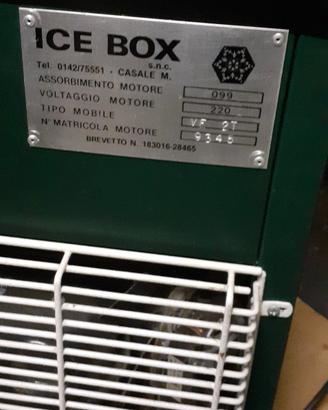 ICE BOX
s.n.c.
Tel. 0142/75551 - CASALE M.
ASSORBIMENTO MOTORE 099
VOLTAGGIO MOTORE 220
TIPO MOBILE VF 2T
N° MATRICOLA MOTORE 9346
BREVETTO N. 183016-28465